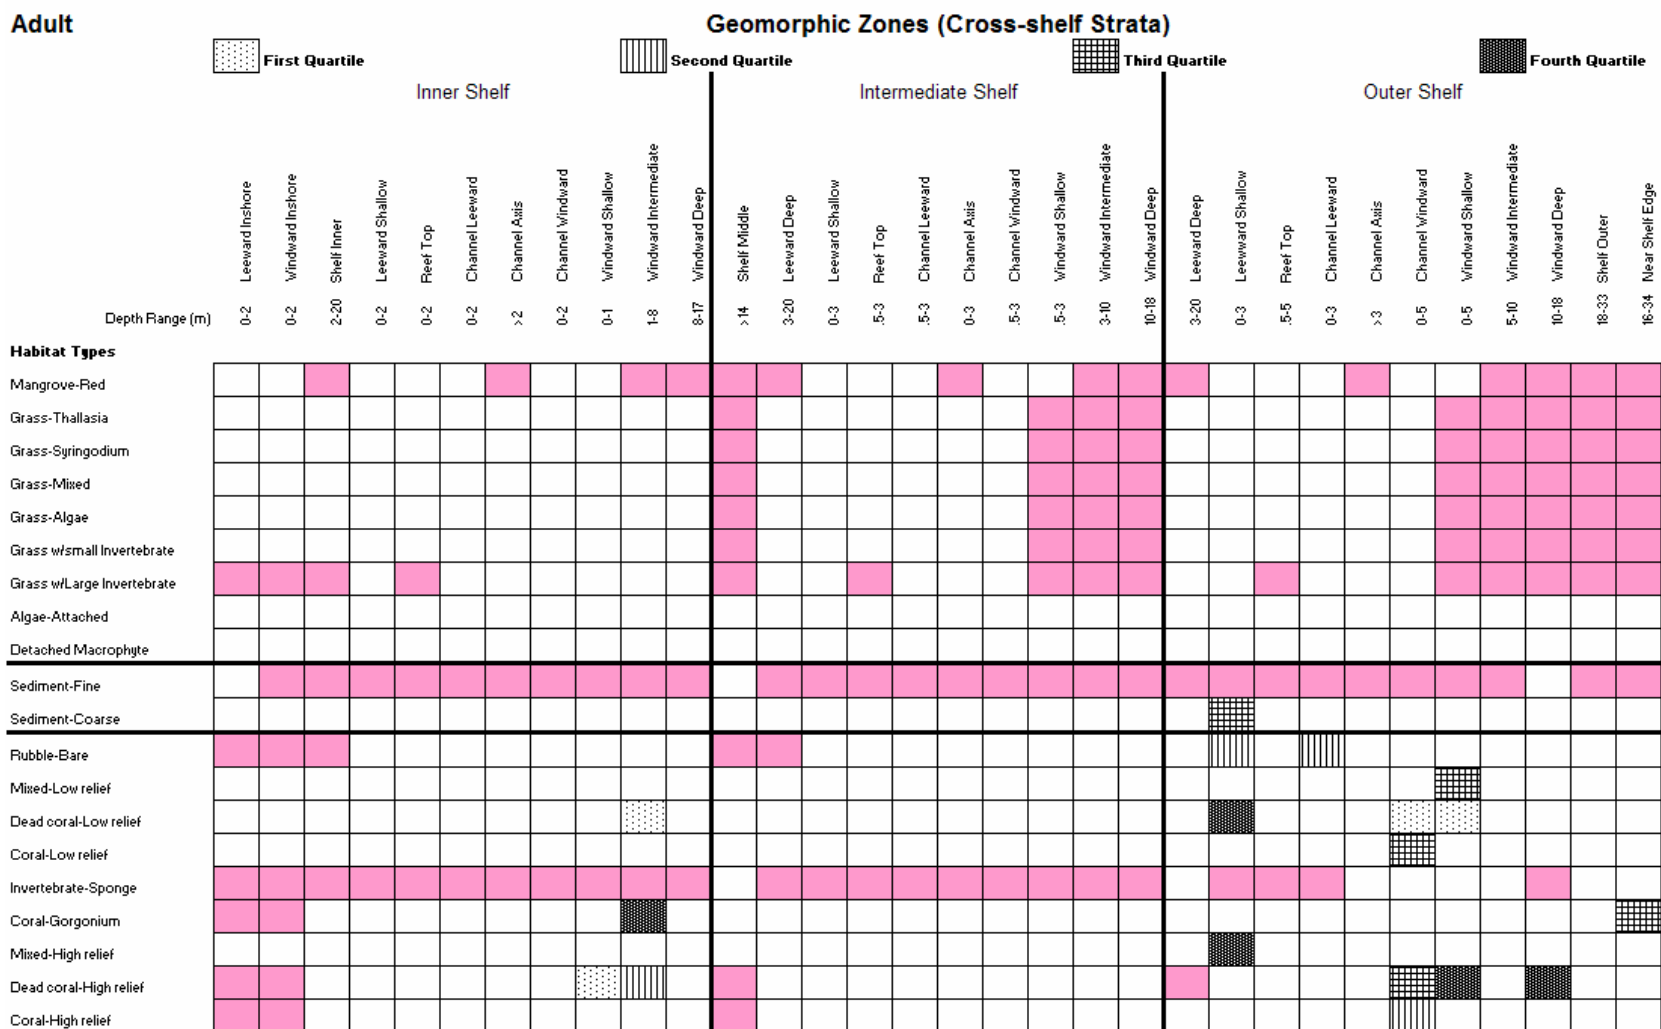 Adult
Geomorphic Zones (Cross-shelf Strata)
First Quartile
Second Quartile
Third Quartile
Fourth Quartile
Inner Shelf
Intermediate Shelf
Outer Shelf
Leeward Inshore
Windward Inshore
Shelf Inner
Leeward Shallow
Reef Top
Channel Leeward
Channel Axis
Channel Windward
Windward Shallow
Windward Intermediate
Windward Deep
Shelf Middle
Leeward Deep
Leeward Shallow
Reef Top
Channel Leeward
Channel Axis
Channel Windward
Windward Shallow
Windward Intermediate
Windward Deep
Leeward Deep
Leeward Shallow
Reef Top
Channel Leeward
Channel Axis
Channel Windward
Windward Shallow
Windward Intermediate
Windward Deep
Shelf Outer
Near Shelf Edge
Depth Range (m) 0-2 0-2 2-20 0-2 0-2 0-2 >2 0-2 0-1 1-8 8-17 >14 3-20 0-3 .5-3 .5-3 0-3 .5-3 .5-3 3-10 10-18 3-20 0-3 .5-5 0-3 >3 0-5 0-5 5-10 10-18 18-33 16-34
Habitat Types
Mangrove-Red
Grass-Thallasia
Grass-Syringodium
Grass-Mixed
Grass-Algae
Grass w/small Invertebrate
Grass w/Large Invertebrate
Algae-Attached
Detached Macrophyte
Sediment-Fine
Sediment-Coarse
Rubble-Bare
Mixed-Low relief
Dead coral-Low relief
Coral-Low relief
Invertebrate-Sponge
Coral-Gorgonium
Mixed-High relief
Dead coral-High relief
Coral-High relief